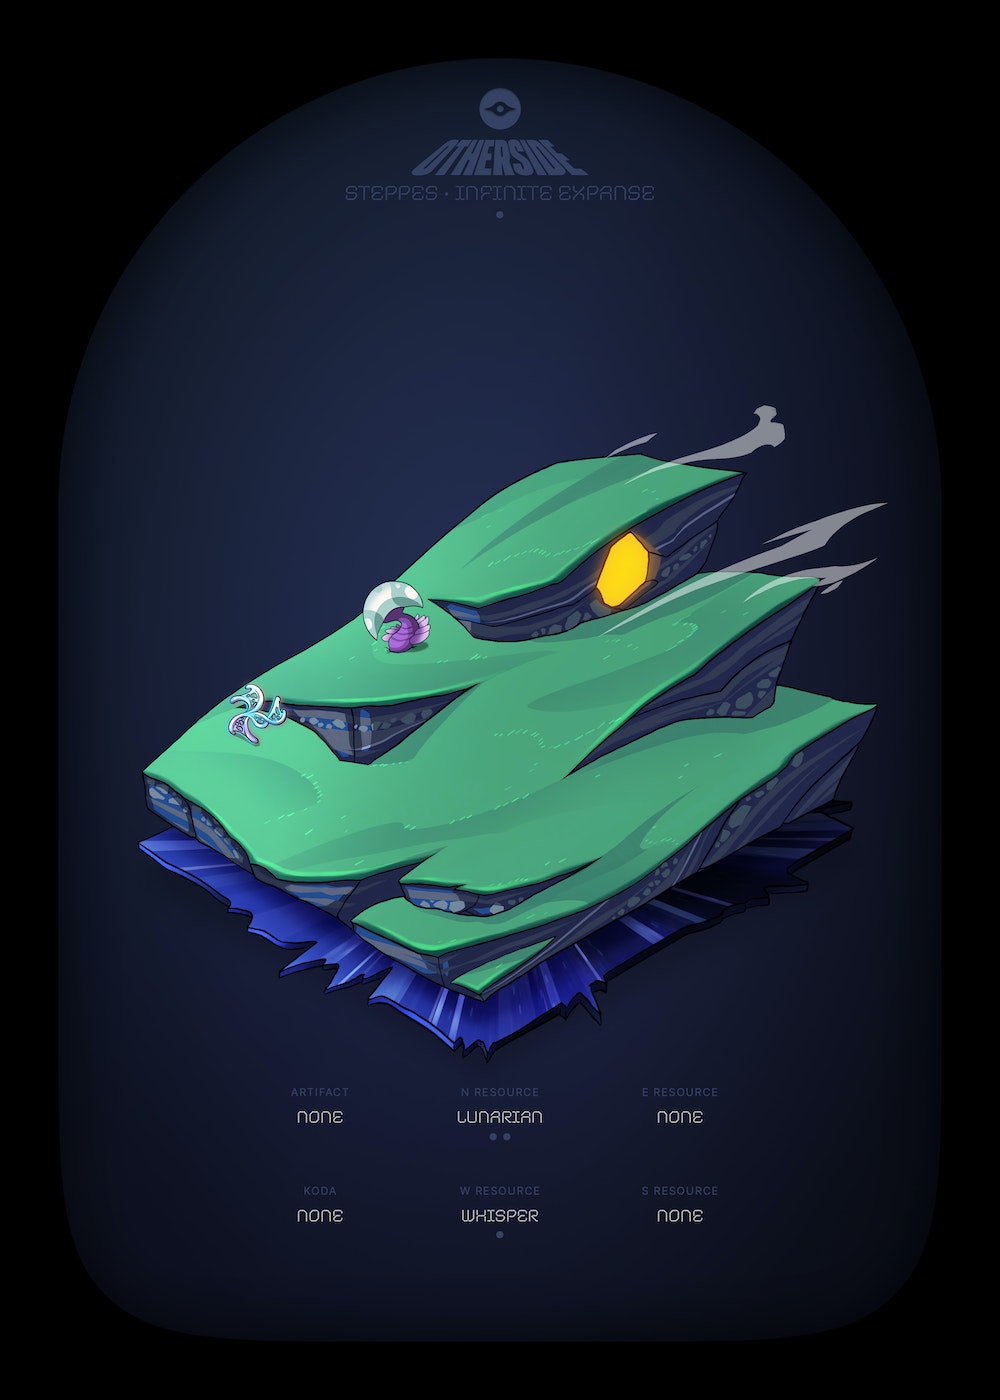 OTHERSIDE
STEPPES · INFINITE EXPANSE
ARTIFACT N RESOURCE E RESOURCE
NONE LUNARIAN NONE
KODA W RESOURCE S RESOURCE
NONE WHISPER NONE